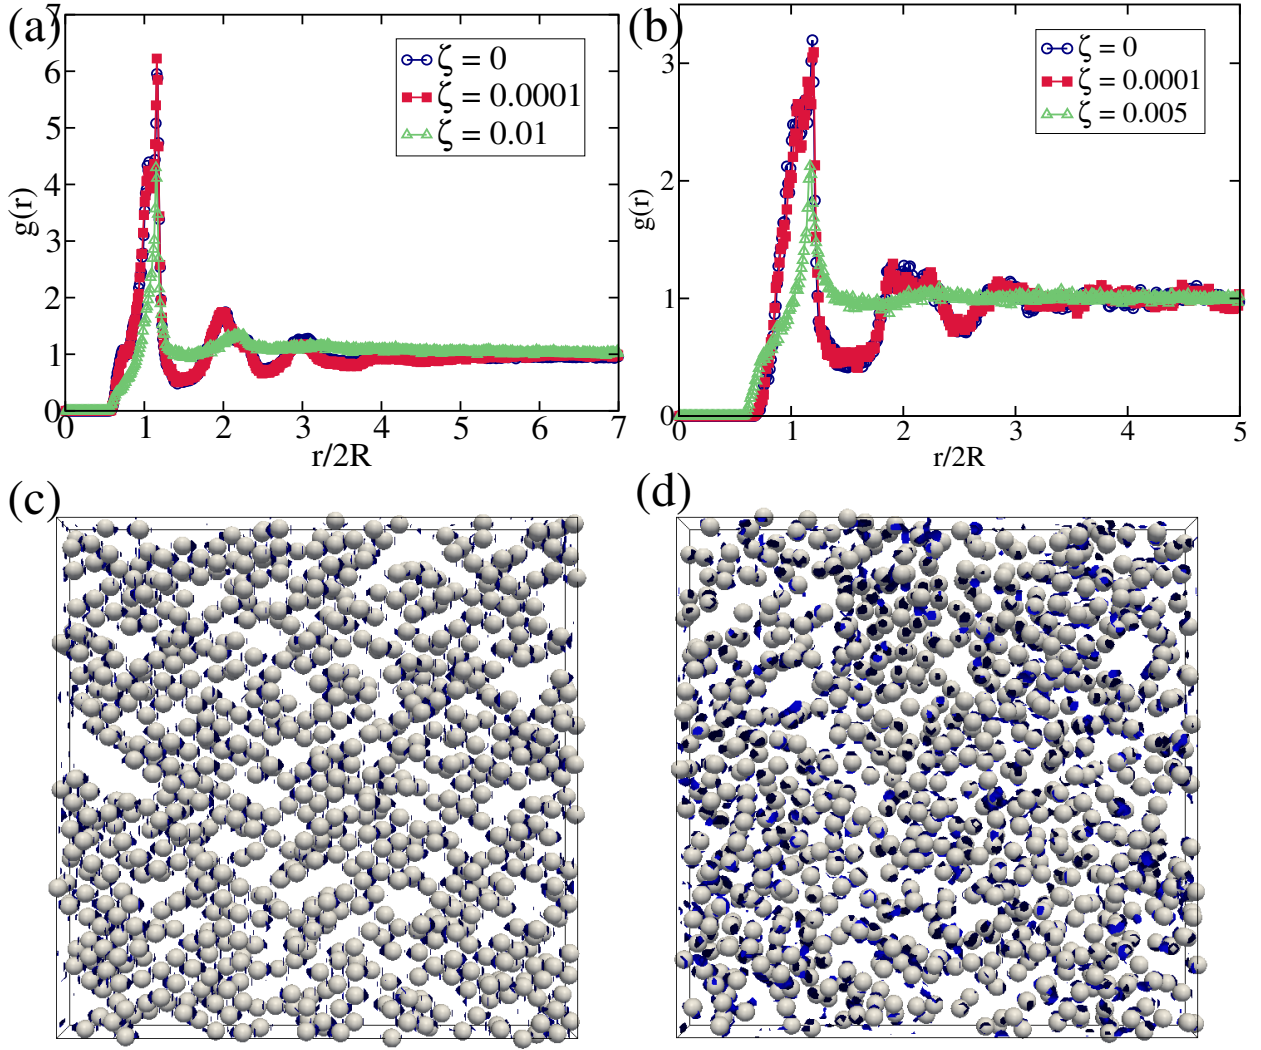 (a)
7
6
5
4
3
2
1
0
g(r)
ζ = 0
ζ = 0.0001
ζ = 0.01
0 1 2 3 4 5 6 7
r/2R
(b)
3
2
1
0
g(r)
ζ = 0
ζ = 0.0001
ζ = 0.005
0 1 2 3 4 5
r/2R
(c)
(d)